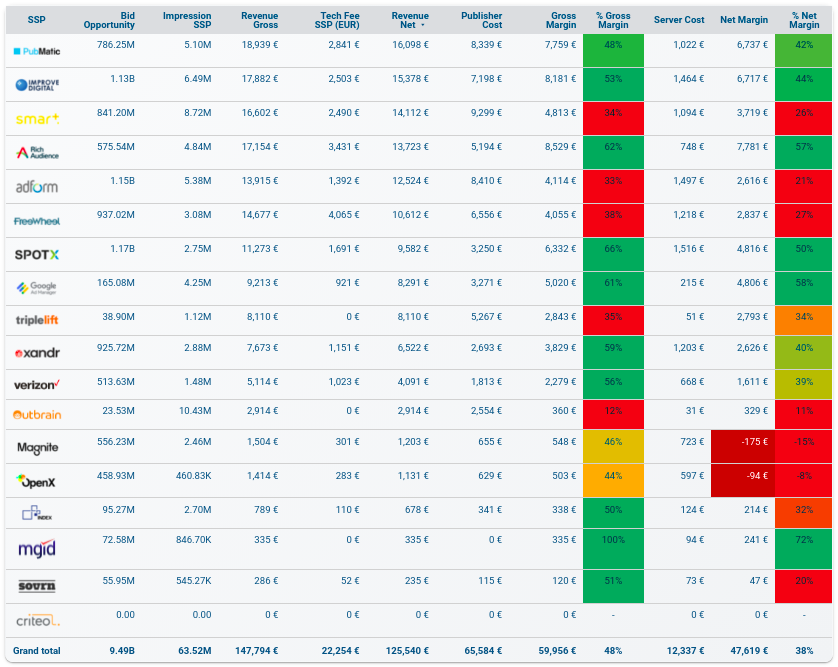 SSP Bid Opportunity Impression SSP Revenue Gross Tech Fee SSP (EUR) Revenue Net Publisher Cost Gross Margin % Gross Margin Server Cost Net Margin % Net Margin
PubMatic 786.25M 5.10M 18,939 € 2,841 € 16,098 € 8,339 € 7,759 € 48% 1,022 € 6,737 € 42%
IMPROVE DIGITAL 1.13B 6.49M 17,882 € 2,503 € 15,378 € 7,198 € 8,181 € 53% 1,464 € 6,717 € 44%
smart 841.20M 8.72M 16,602 € 2,490 € 14,112 € 9,299 € 4,813 € 34% 1,094 € 3,719 € 26%
Rich Audience 575.54M 4.84M 17,154 € 3,431 € 13,723 € 5,194 € 8,529 € 62% 748 € 7,781 € 57%
adform 1.15B 5.38M 13,915 € 1,392 € 12,524 € 8,410 € 4,114 € 33% 1,497 € 2,616 € 21%
FreeWheel 937.02M 3.08M 14,677 € 4,065 € 10,612 € 6,556 € 4,055 € 38% 1,218 € 2,837 € 27%
SPOTX 1.17B 2.75M 11,273 € 1,691 € 9,582 € 3,250 € 6,332 € 66% 1,516 € 4,816 € 50%
Google Ad Manager 165.08M 4.25M 9,213 € 921 € 8,291 € 3,271 € 5,020 € 61% 215 € 4,806 € 58%
triplelift 38.90M 1.12M 8,110 € 0 € 8,110 € 5,267 € 2,843 € 35% 51 € 2,793 € 34%
xandr 925.72M 2.88M 7,673 € 1,151 € 6,522 € 2,693 € 3,829 € 59% 1,203 € 2,626 € 40%
verizon 513.63M 1.48M 5,114 € 1,023 € 4,091 € 1,813 € 2,279 € 56% 668 € 1,611 € 39%
Outbrain 23.53M 10.43M 2,914 € 0 € 2,914 € 2,554 € 360 € 12% 31 € 329 € 11%
Magnite 556.23M 2.46M 1,504 € 301 € 1,203 € 655 € 548 € 46% 723 € -175 € -15%
OpenX 458.93M 460.83K 1,414 € 283 € 1,131 € 629 € 503 € 44% 597 € -94 € -8%
INDEX 95.27M 2.70M 789 € 110 € 678 € 341 € 338 € 50% 124 € 214 € 32%
mgid 72.58M 846.70K 335 € 0 € 335 € 0 € 335 € 100% 94 € 241 € 72%
sovrn 55.95M 545.27K 286 € 52 € 235 € 115 € 120 € 51% 73 € 47 € 20%
criteo 0.00 0.00 0 € 0 € 0 € 0 € 0 € - 0 € 0 € -
Grand total 9.49B 63.52M 147,794 € 22,254 € 125,540 € 65,584 € 59,956 € 48% 12,337 € 47,619 € 38%